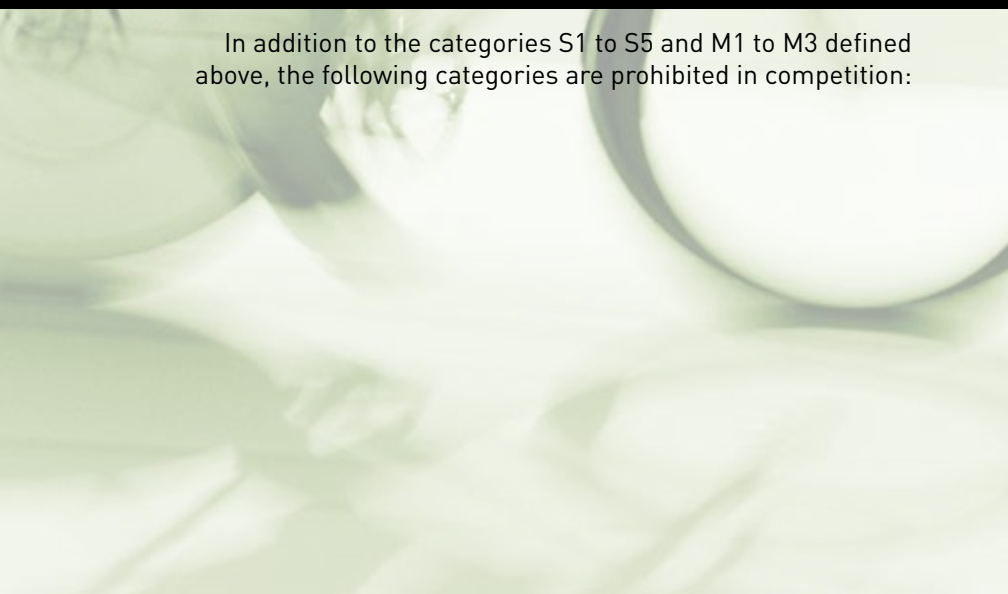 In addition to the categories S1 to S5 and M1 to M3 defined
above, the following categories are prohibited in competition: